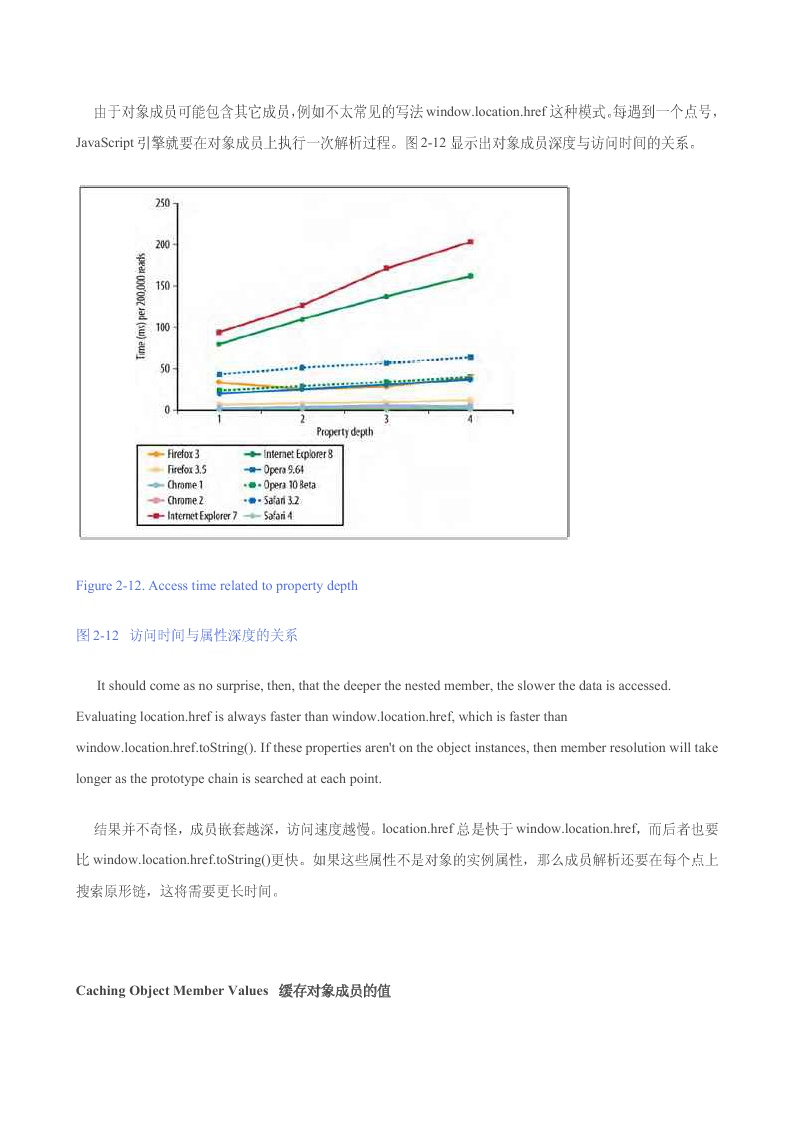 由于对象成员可能包含其它成员，例如不太常见的写法 window.location.href 这种模式。每遇到一个点号，
JavaScript 引擎就要在对象成员上执行一次解析过程。图 2-12 显示出对象成员深度与访问时间的关系。
250
200
150
100
50
0
Time (ms) per 200,000 reads
1 2 3 4
Property depth
Firefox 3
Firefox 3.5
Chrome 1
Chrome 2
Internet Explorer 7
Internet Explorer 8
Opera 9.64
Opera 10 Beta
Safari 3.2
Safari 4
Figure 2-12. Access time related to property depth
图 2-12 访问时间与属性深度的关系
It should come as no surprise, then, that the deeper the nested member, the slower the data is accessed.
Evaluating location.href is always faster than window.location.href, which is faster than
window.location.href.toString(). If these properties aren't on the object instances, then member resolution will take
longer as the prototype chain is searched at each point.
结果并不奇怪，成员嵌套越深，访问速度越慢。location.href 总是快于 window.location.href，而后者也要
比 window.location.href.toString()更快。如果这些属性不是对象的实例属性，那么成员解析还要在每个点上
搜索原形链，这将需要更长时间。
Caching Object Member Values 缓存对象成员的值